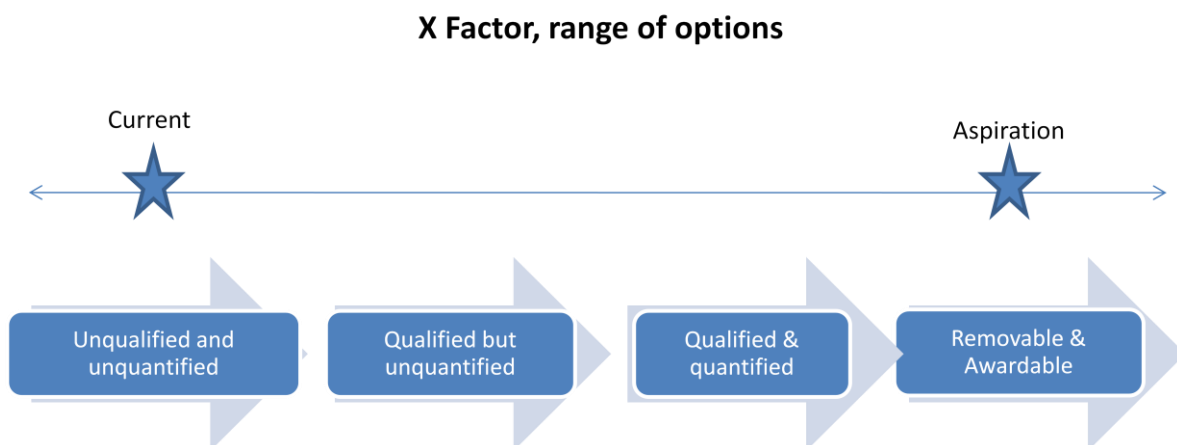 X Factor, range of options
Current
Aspiration
Unqualified and
unquantified
Qualified but
unquantified
Qualified &
quantified
Removable &
Awardable